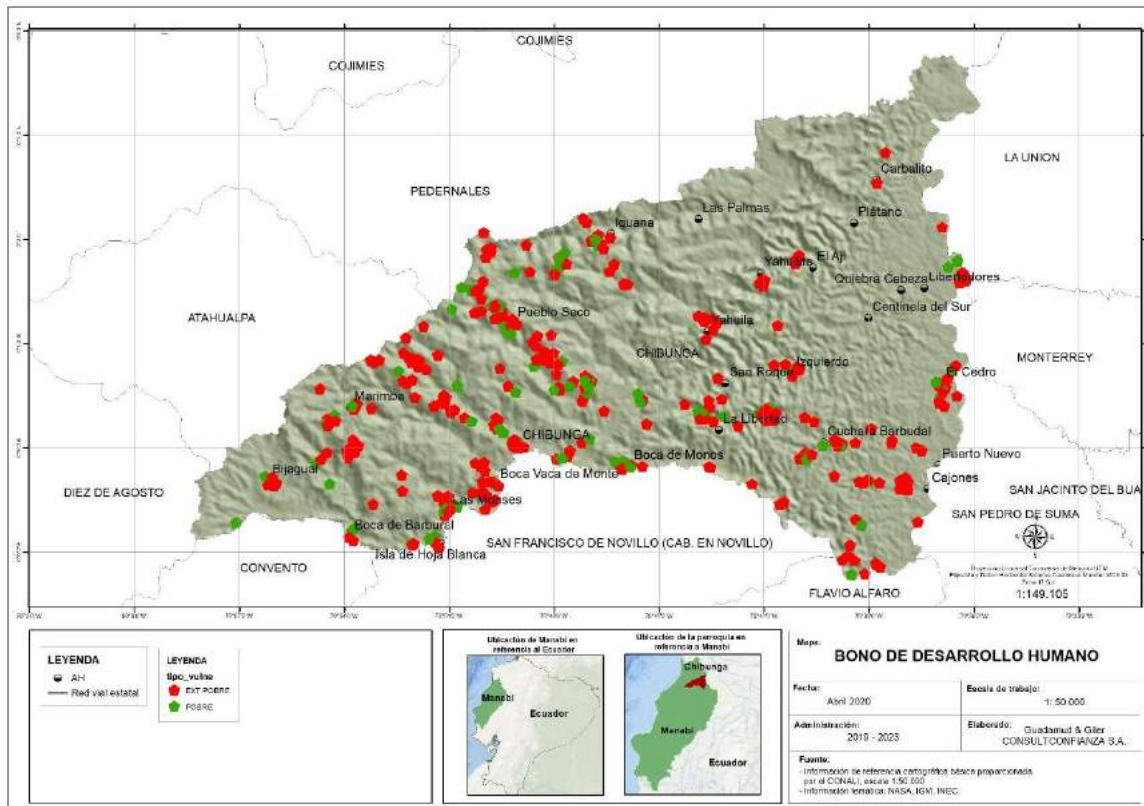 COJIMIES
COJIMIES
LA UNION
Carbalito
PEDERNALES
Las Palmas
Plátano
Iguana
Yahuila
El Aji
Quiebra Cabeza
Libertadores
Centinela del Sur
ATAHUALPA
Pueblo Seco
Yahuila
CHIBUNGA
MONTERREY
Izquierdo
San Roque
El Cedro
Marimba
La Libertad
CHIBUNGA
Cuchara Barbudal
Boca de Monos
Puerto Nuevo
Bijagual
Boca Vaca de Monte
Cajones
DIEZ DE AGOSTO
SAN JACINTO DEL BUA
Las Monses
SAN PEDRO DE SUMA
Boca de Barbural
SAN FRANCISCO DE NOVILLO (CAB. EN NOVILLO)
Isla de Hoja Blanca
CONVENTO
FLAVIO ALFARO
1:149.105
LEYENDA
AH
Red vial estatal
LEYENDA
tipo_vulne
EXT POBRE
POBRE
Ubicación de Manabí en
referencia al Ecuador
Manabí
Ecuador
Ubicación de la parroquia en
referencia a Manabí
Chibunga
Manabí
Ecuador
Mapa:
BONO DE DESARROLLO HUMANO
Fecha:
Abril 2020
Escala de trabajo:
1: 50 000
Administración:
2019 - 2023
Elaborado:
Guadamud & Giler
CONSULTCONFIANZA S.A.
Fuente:
- Información de referencia cartográfica básica proporcionada
por el CONALI, escala 1:50.000
- Información temática: NASA, IGM, INEC.